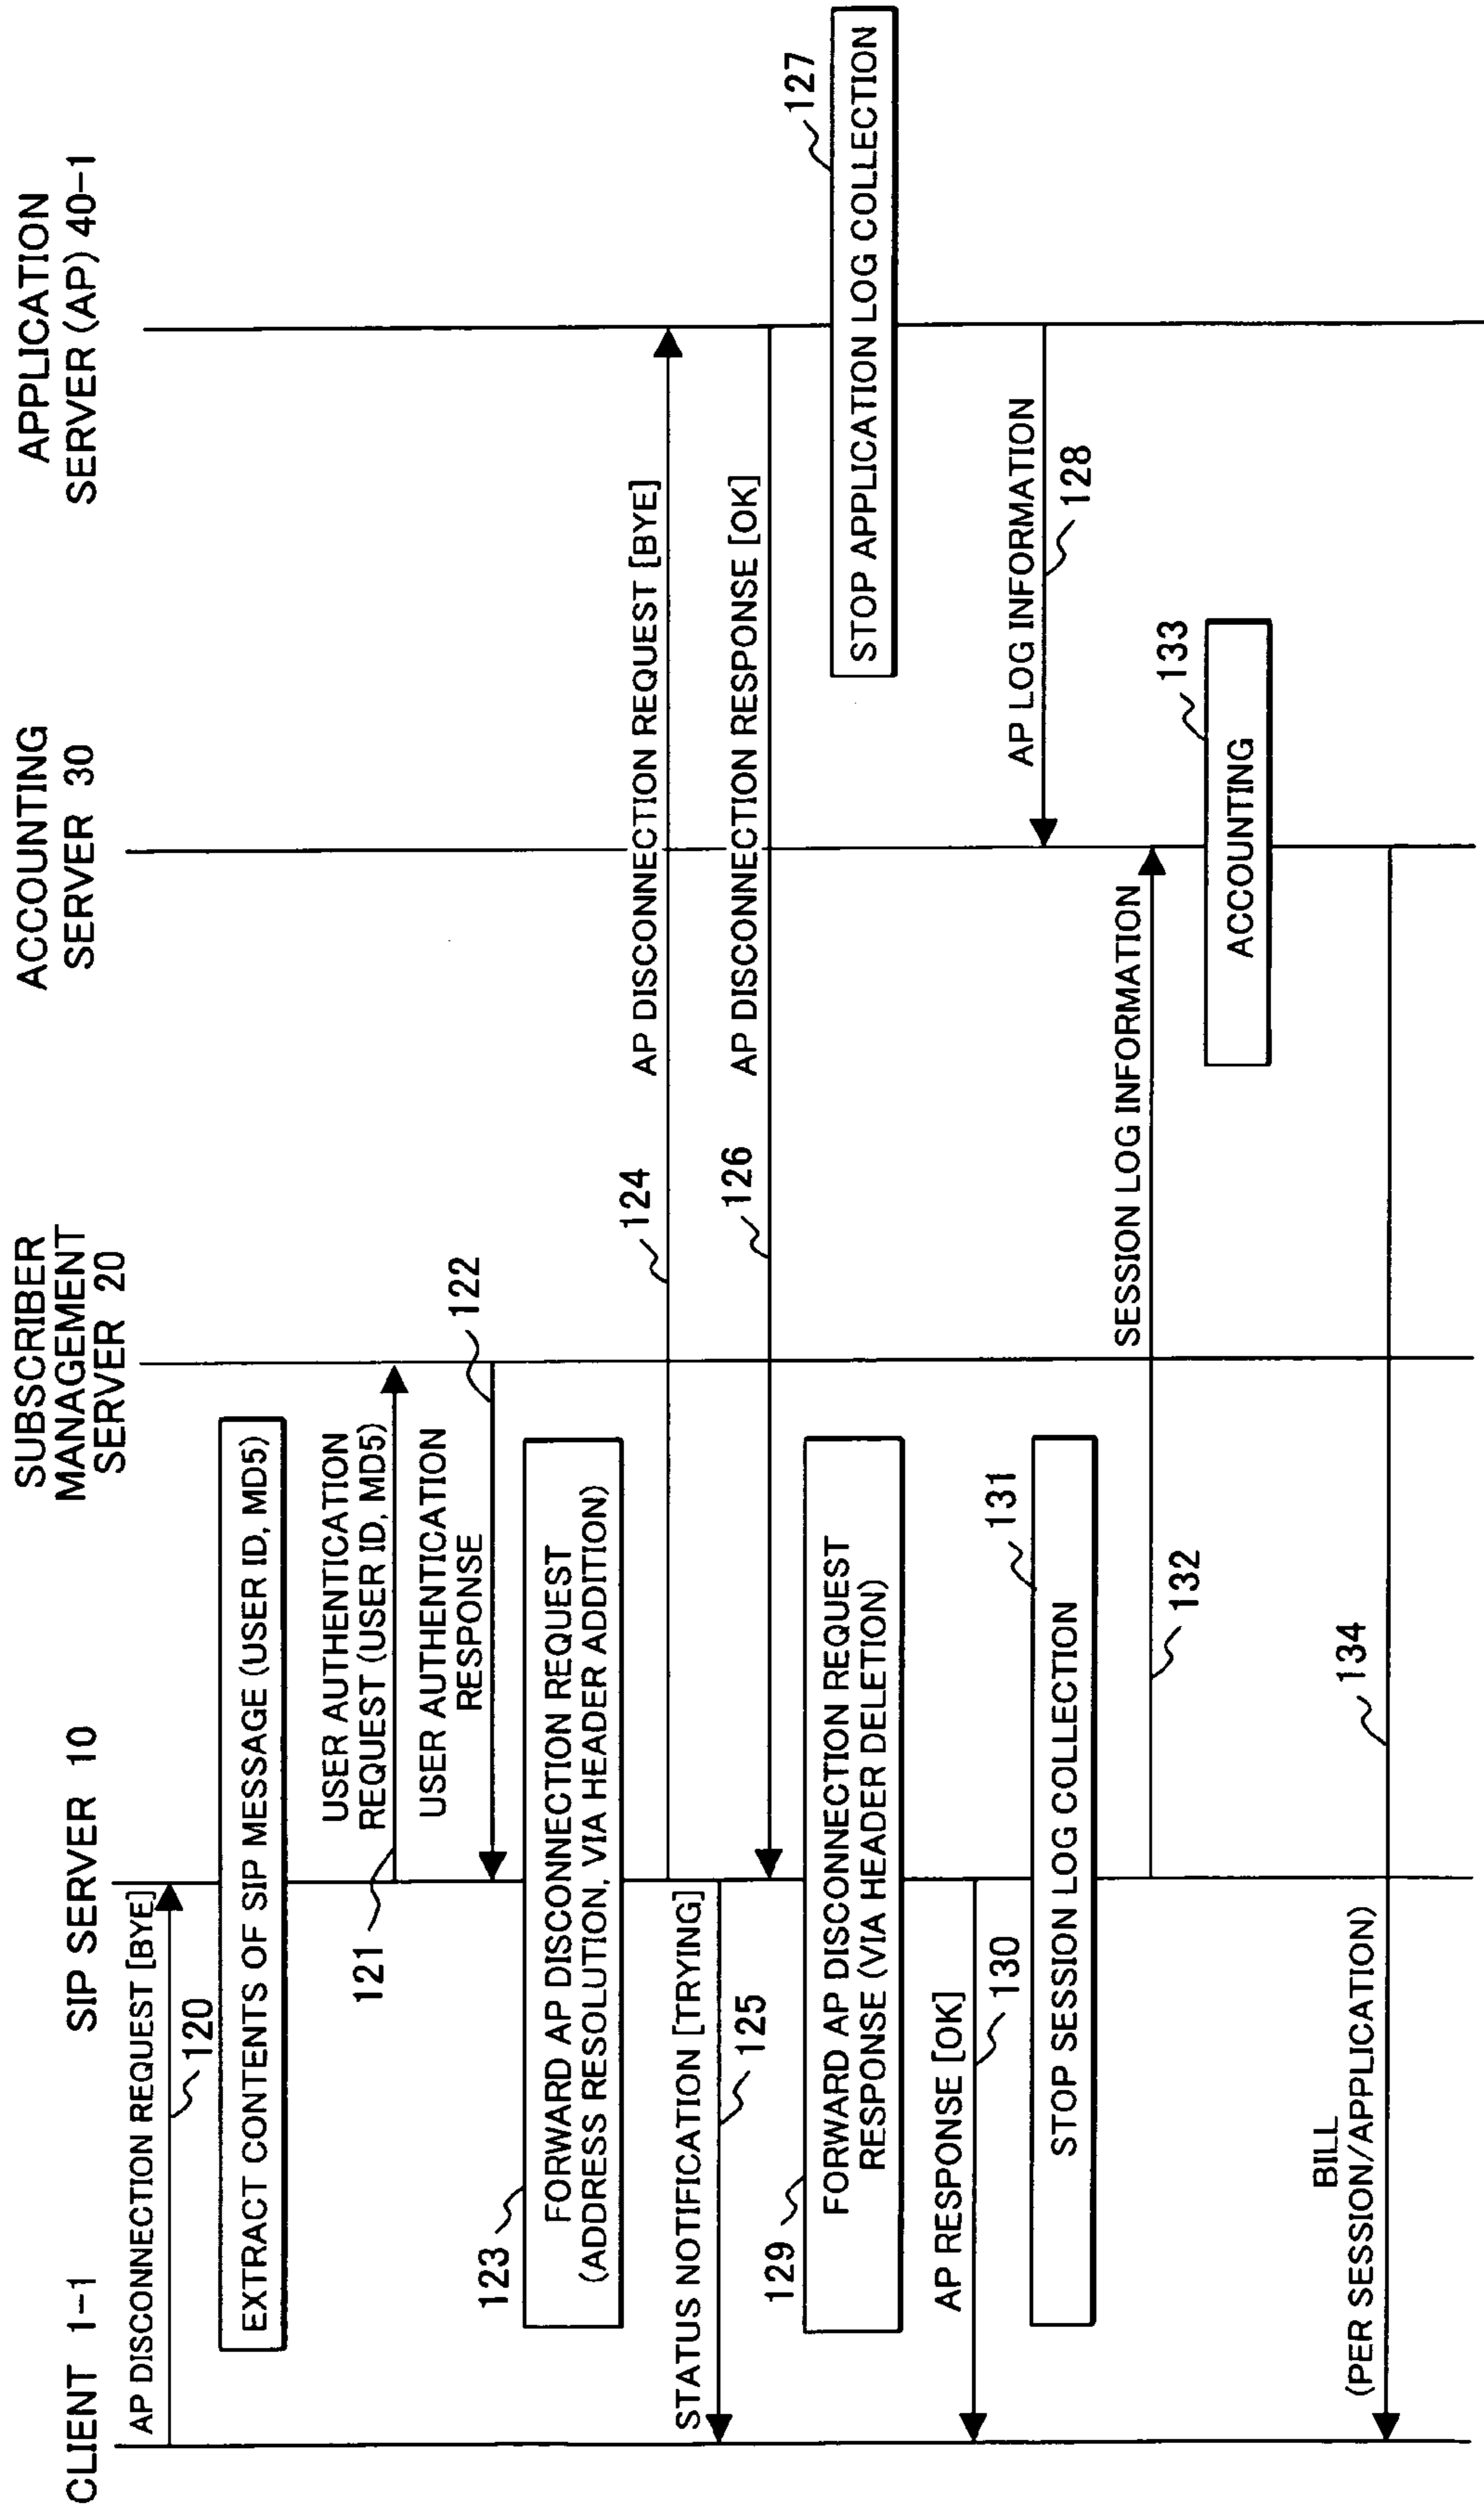 CLIENT 1-1
SIP SERVER 10
SUBSCRIBER
MANAGEMENT
SERVER 20
ACCOUNTING
SERVER 30
APPLICATION
SERVER (AP) 40-1
AP DISCONNECTION REQUEST [BYE]
120
EXTRACT CONTENTS OF SIP MESSAGE (USER ID, MD5)
USER AUTHENTICATION
REQUEST (USER ID, MD5)
121
USER AUTHENTICATION
RESPONSE
122
123
FORWARD AP DISCONNECTION REQUEST
(ADDRESS RESOLUTION, VIA HEADER ADDITION)
124
AP DISCONNECTION REQUEST [BYE]
STATUS NOTIFICATION [TRYING]
125
126
AP DISCONNECTION RESPONSE [OK]
127
STOP APPLICATION LOG COLLECTION
129
FORWARD AP DISCONNECTION REQUEST
RESPONSE (VIA HEADER DELETION)
AP RESPONSE [OK]
130
AP LOG INFORMATION
128
131
STOP SESSION LOG COLLECTION
SESSION LOG INFORMATION
132
133
ACCOUNTING
BILL
(PER SESSION/APPLICATION)
134